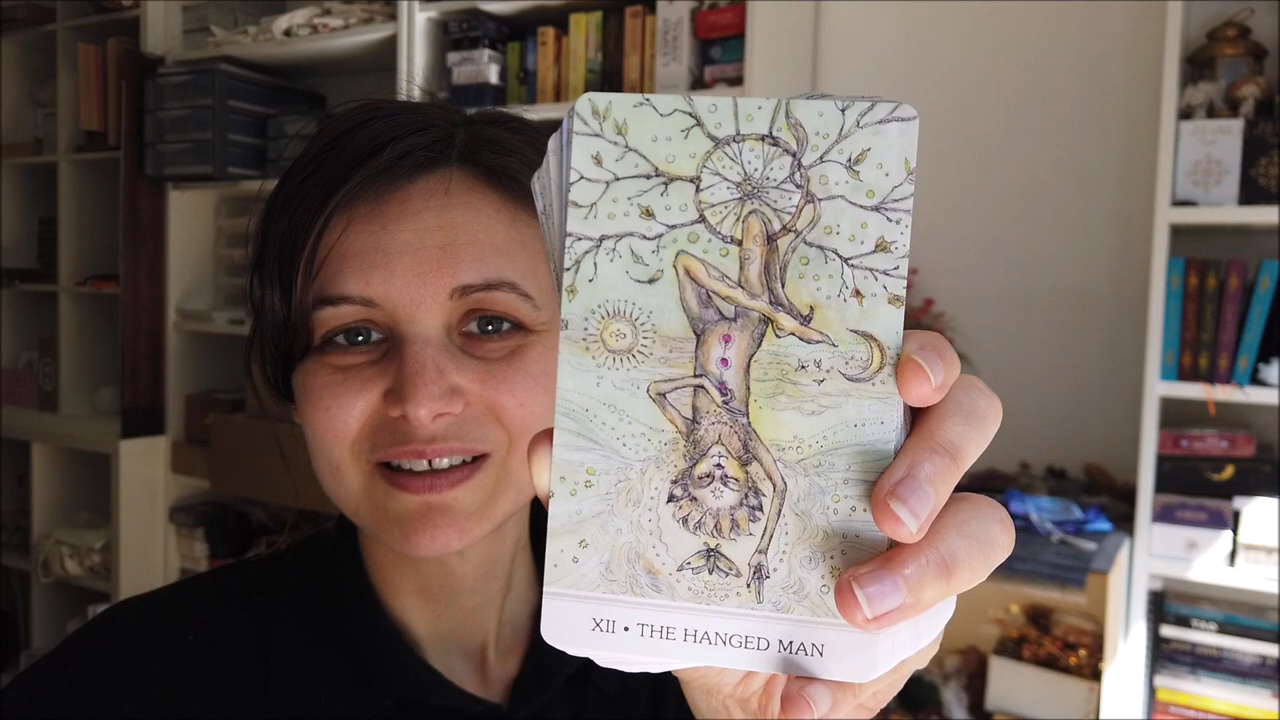 XII • THE HANGED MAN